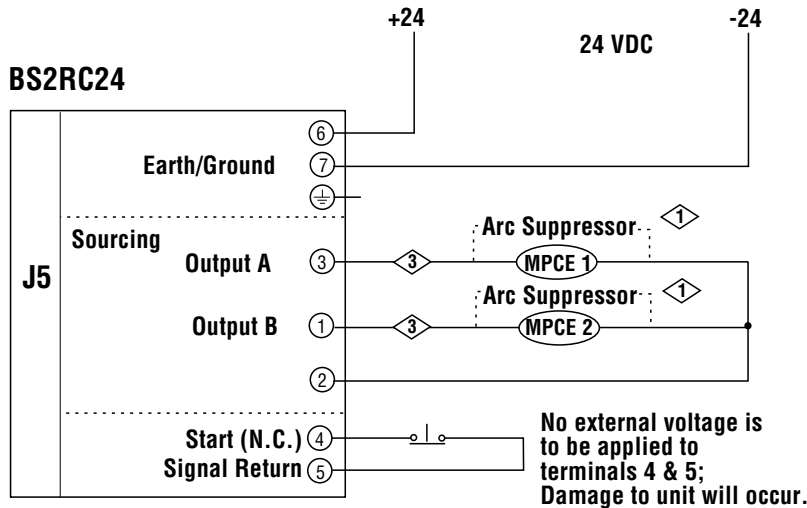 +24
-24
24 VDC
BS2RC24
6
Earth/Ground 7
Sourcing
Arc Suppressor 1
J5
Output A 3 3 MPCE 1
Arc Suppressor 1
Output B 1 3 MPCE 2
2
Start (N.C.) 4
Signal Return 5
No external voltage is
to be applied to
terminals 4 & 5;
Damage to unit will occur.